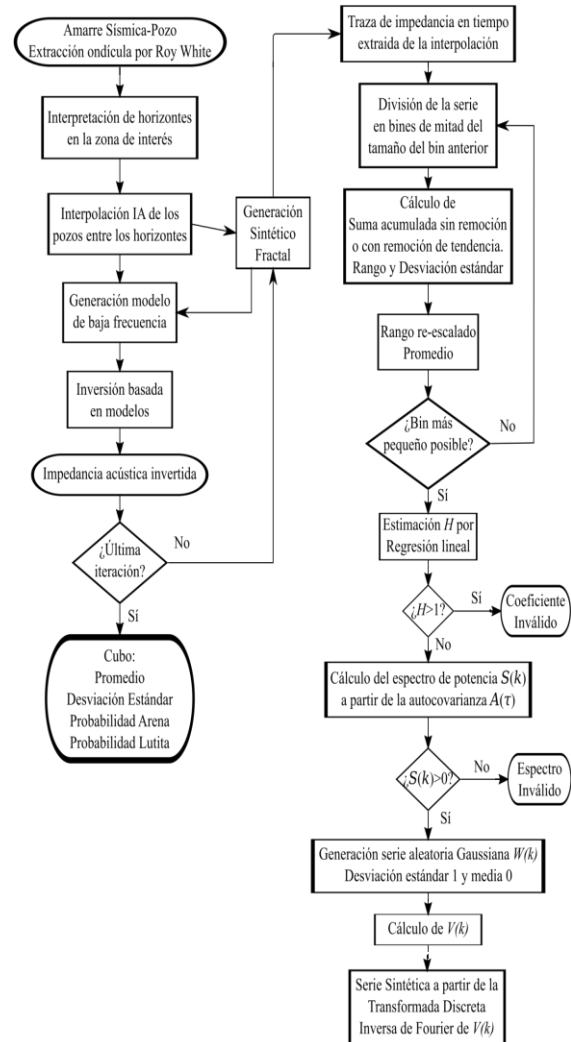 Amarre Sísmica-Pozo
Extracción ondícula por Roy White
Interpretación de horizontes
en la zona de interés
Interpolación IA de los
pozos entre los horizontes
Generación
Sintético
Fractal
Generación modelo
de baja frecuencia
Inversión basada
en modelos
Impedancia acústica invertida
¿Última
iteración?
No
Sí
Cubo:
Promedio
Desviación Estándar
Probabilidad Arena
Probabilidad Lutita
Traza de impedancia en tiempo
extraida de la interpolación
División de la serie
en bines de mitad del
tamaño del bin anterior
Cálculo de
Suma acumulada sin remoción
o con remoción de tendencia.
Rango y Desviación estándar
Rango re-escalado
Promedio
¿Bin más
pequeño posible?
No
Sí
Estimación H por
Regresión lineal
¿H>1?
Sí
Coeficiente
Inválido
No
Cálculo del espectro de potencia S(k)
a partir de la autocovarianza A(τ)
¿S(k)>0?
No
Espectro
Inválido
Sí
Generación serie aleatoria Gaussiana W(k)
Desviación estándar 1 y media 0
Cálculo de V(k)
Serie Sintética a partir de la
Transformada Discreta
Inversa de Fourier de V(k)